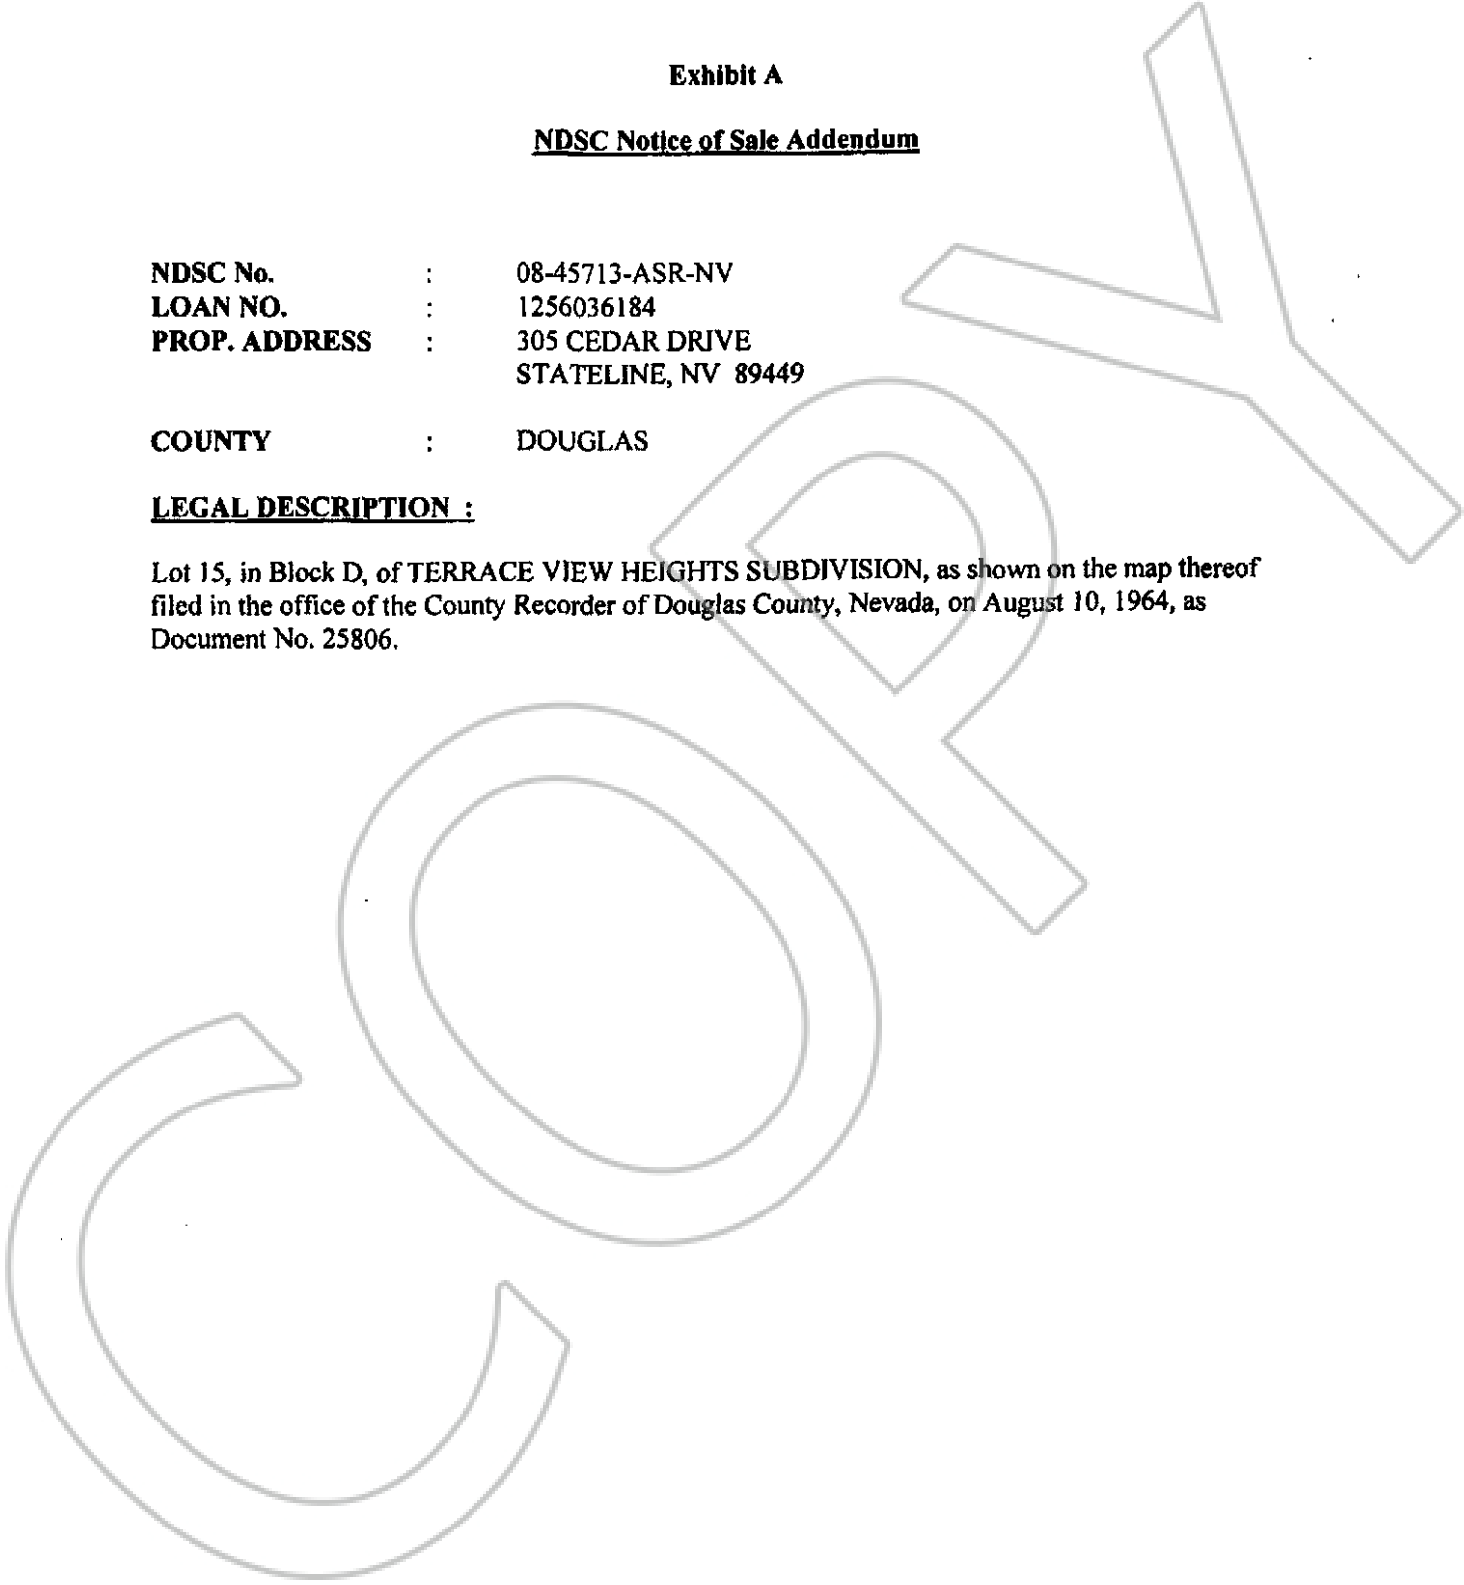 Exhibit A
NDSC Notice of Sale Addendum
NDSC No. : 08-45713-ASR-NV
LOAN NO. : 1256036184
PROP. ADDRESS : 305 CEDAR DRIVE
STATELINE, NV 89449
COUNTY : DOUGLAS
LEGAL DESCRIPTION :
Lot 15, in Block D, of TERRACE VIEW HEIGHTS SUBDIVISION, as shown on the map thereof
filed in the office of the County Recorder of Douglas County, Nevada, on August 10, 1964, as
Document No. 25806.
COPY